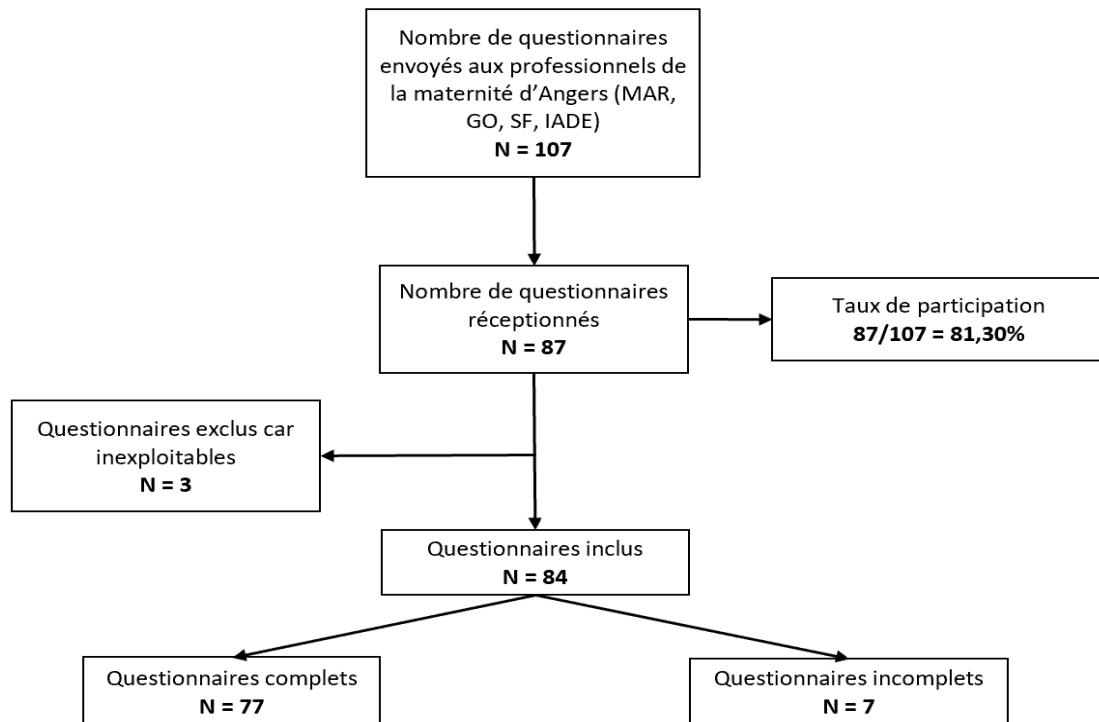 Nombre de questionnaires
envoyés aux professionnels de
la maternité d’Angers (MAR,
GO, SF, IADE)
N = 107
Nombre de questionnaires
réceptionnés
N = 87
Taux de participation
87/107 = 81,30%
Questionnaires exclus car
inexploitables
N = 3
Questionnaires inclus
N = 84
Questionnaires complets
N = 77
Questionnaires incomplets
N = 7